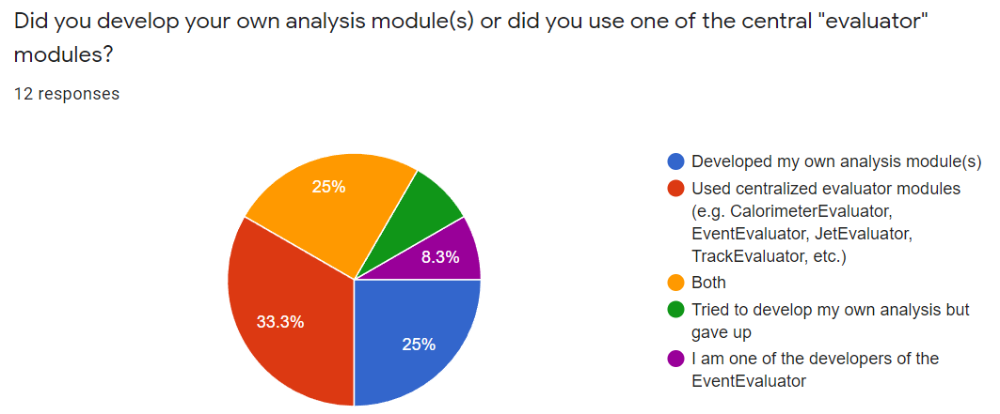 Did you develop your own analysis module(s) or did you use one of the central "evaluator"
modules?
12 responses
25%
8.3%
33.3%
25%
Developed my own analysis module(s)
Used centralized evaluator modules
(e.g. CalorimeterEvaluator,
EventEvaluator, JetEvaluator,
TrackEvaluator, etc.)
Both
Tried to develop my own analysis but
gave up
I am one of the developers of the
EventEvaluator